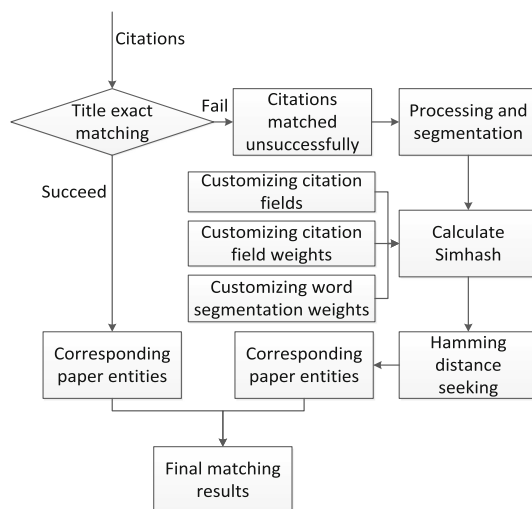 Citations
Title exact
matching
Fail
Citations
matched
unsuccessfully
Processing and
segmentation
Succeed
Customizing citation
fields
Customizing citation
field weights
Customizing word
segmentation weights
Calculate
Simhash
Corresponding
paper entities
Corresponding
paper entities
Hamming
distance
seeking
Final matching
results